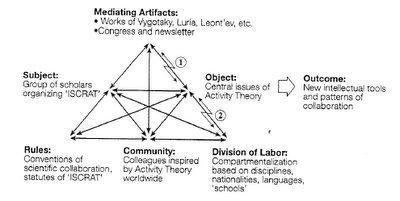 Mediating Artifacts:
• Works of Vygotsky, Luria, Leont'ev, etc.
•Congress and newsletter
1
Subject:
Group of scholars
organizing 'ISCRAT'
Object:
Central issues of
Activity Theory
Outcome:
New intellectual tools
and patterns of
collaboration
2
Rules:
Conventions of
scientific collaboration,
statutes of 'ISCRAT'
Community:
Colleagues inspired
by Activity Theory
worldwide
Division of Labor:
Compartmentalization
based on disciplines,
nationalities, languages,
'schools'